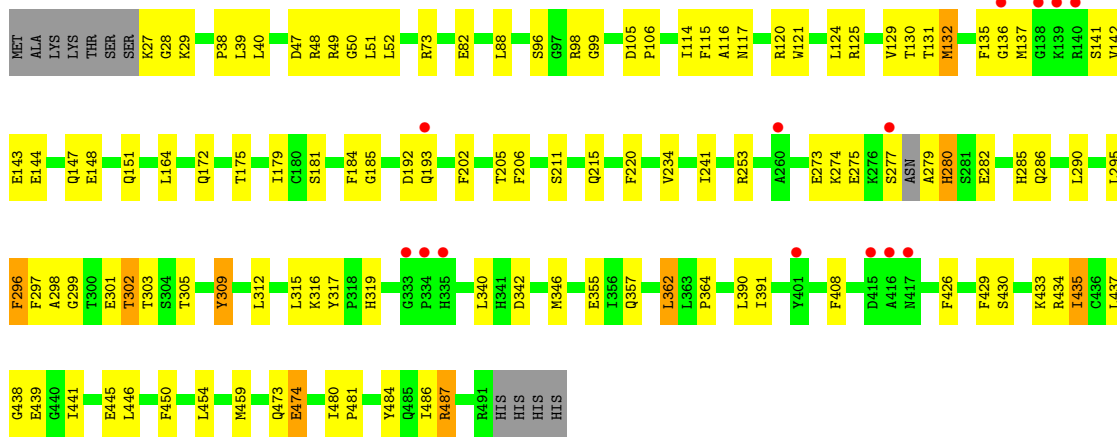 MET ALA LYS LYS THR SER SER K27 G28 K29 P38 L39 L40 D47 R48 R49 G50 L51 L52 R73 E82 L88 S96 G97 R98 G99 D105 P106 I114 F115 A116 N117 R120 W121 L124 R125 V129 T130 T131 M132 F135 G136 M137 G138 K139 R140 S141 V142
E143 E144 Q147 E148 Q151 L164 Q172 T175 I179 C180 S181 F184 G185 D192 Q193 F202 T205 F206 S211 Q215 F220 V234 I241 R253 A260 E273 K274 E275 K276 S277 ASN A279 H280 S281 E282 H285 Q286 L290 L295
F296 F297 A298 G299 T300 E301 T302 T303 S304 T305 Y309 L312 L315 K316 Y317 P318 H319 G333 P334 H335 L340 H341 D342 M346 E355 I356 Q357 L362 L363 P364 L390 I391 Y401 F408 D415 A416 N417 F426 F429 S430 K433 R434 I435 C436 L437
G438 E439 G440 I441 E445 L446 F450 L454 M459 Q473 E474 I480 P481 Y484 Q485 I486 R487 R491 HIS HIS HIS HIS